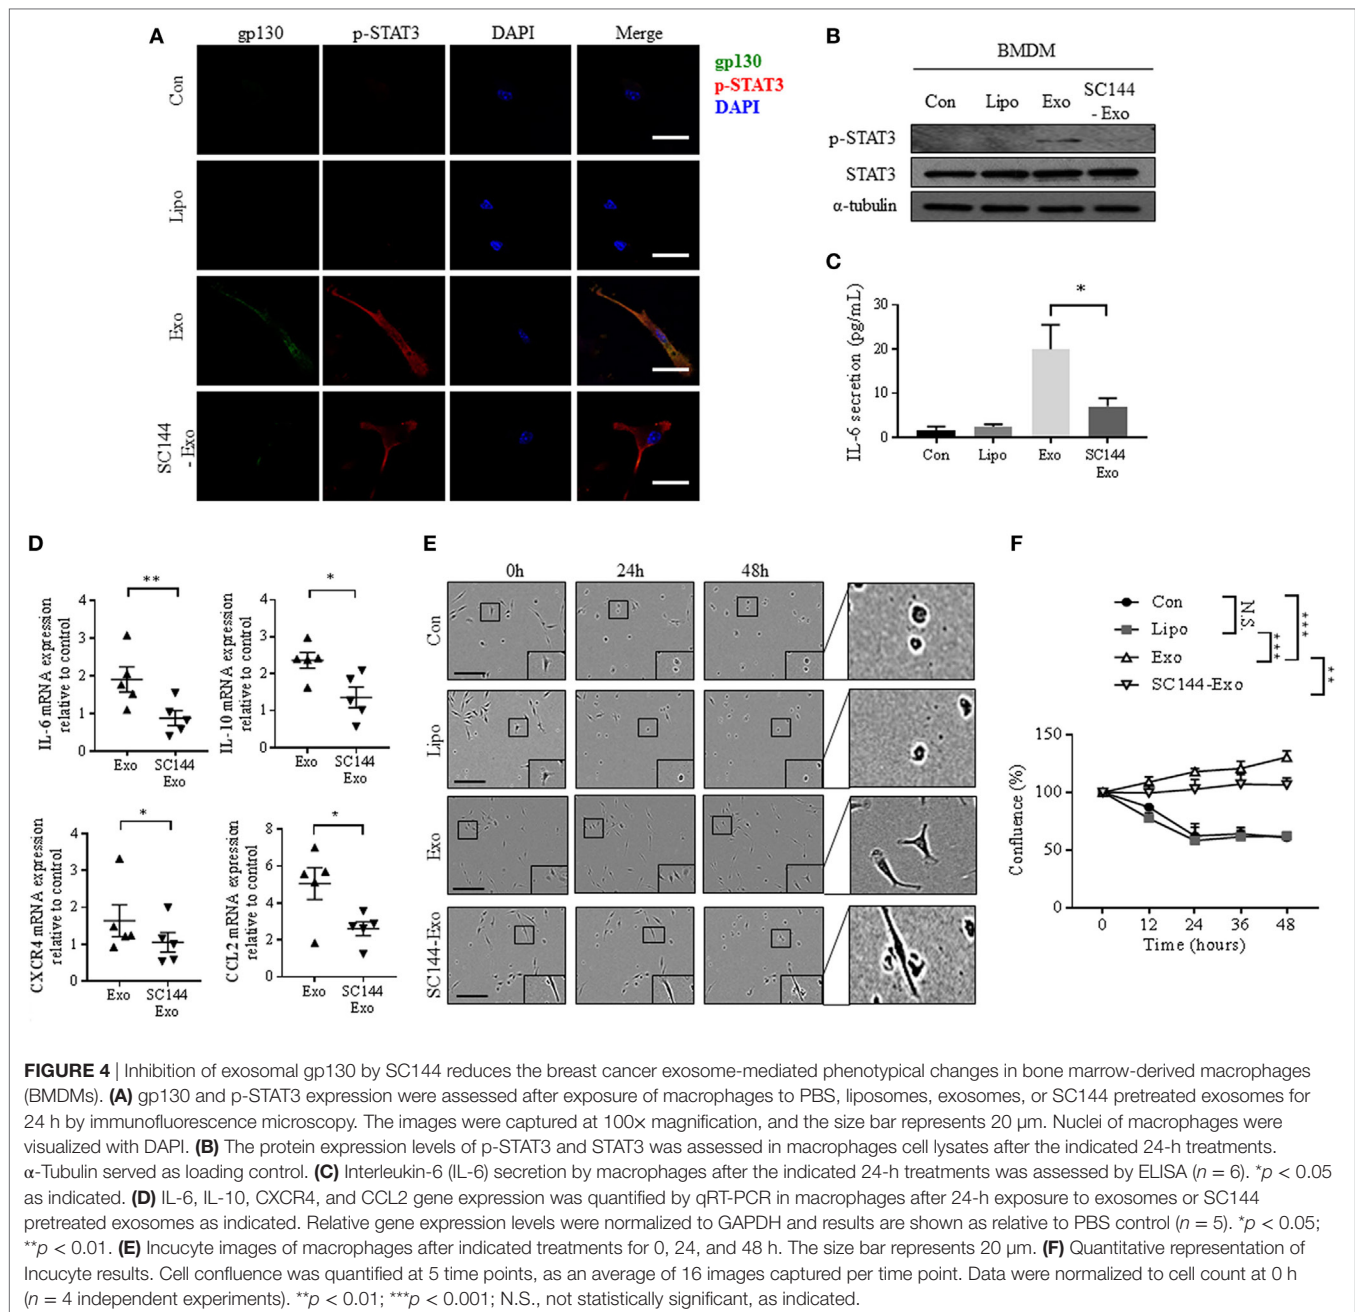 A
gp130 p-STAT3 DAPI Merge
Con
Lipo
Exo
SC144
- Exo
gp130
p-STAT3
DAPI
B
BMDM
Con Lipo Exo SC144
- Exo
p-STAT3
STAT3
α-tubulin
C
*
IL-6 secretion (pg/mL)
30
20
10
0
Con Lipo Exo SC144
Exo
D
**
IL-6 mRNA expression
relative to control
4
3
2
1
0
Exo SC144
Exo
*
IL-10 mRNA expression
relative to control
4
3
2
1
0
Exo SC144
Exo
*
CXCR4 mRNA expression
relative to control
4
3
2
1
0
Exo SC144
Exo
*
CCL2 mRNA expression
relative to control
8
6
4
2
0
Exo SC144
Exo
E
0h 24h 48h
Con
Lipo
Exo
SC144-Exo
F
Con
Lipo
Exo
SC144-Exo
N.S.
***
***
**
Confluence (%)
150
100
50
0
0 12 24 36 48
Time (hours)
FIGURE 4 | Inhibition of exosomal gp130 by SC144 reduces the breast cancer exosome-mediated phenotypical changes in bone marrow-derived macrophages
(BMDMs). (A) gp130 and p-STAT3 expression were assessed after exposure of macrophages to PBS, liposomes, exosomes, or SC144 pretreated exosomes for
24 h by immunofluorescence microscopy. The images were captured at 100× magnification, and the size bar represents 20 μm. Nuclei of macrophages were
visualized with DAPI. (B) The protein expression levels of p-STAT3 and STAT3 was assessed in macrophages cell lysates after the indicated 24-h treatments.
α-Tubulin served as loading control. (C) Interleukin-6 (IL-6) secretion by macrophages after the indicated 24-h treatments was assessed by ELISA (n = 6). *p < 0.05
as indicated. (D) IL-6, IL-10, CXCR4, and CCL2 gene expression was quantified by qRT-PCR in macrophages after 24-h exposure to exosomes or SC144
pretreated exosomes as indicated. Relative gene expression levels were normalized to GAPDH and results are shown as relative to PBS control (n = 5). *p < 0.05;
**p < 0.01. (E) Incucyte images of macrophages after indicated treatments for 0, 24, and 48 h. The size bar represents 20 μm. (F) Quantitative representation of
Incucyte results. Cell confluence was quantified at 5 time points, as an average of 16 images captured per time point. Data were normalized to cell count at 0 h
(n = 4 independent experiments). **p < 0.01; ***p < 0.001; N.S., not statistically significant, as indicated.